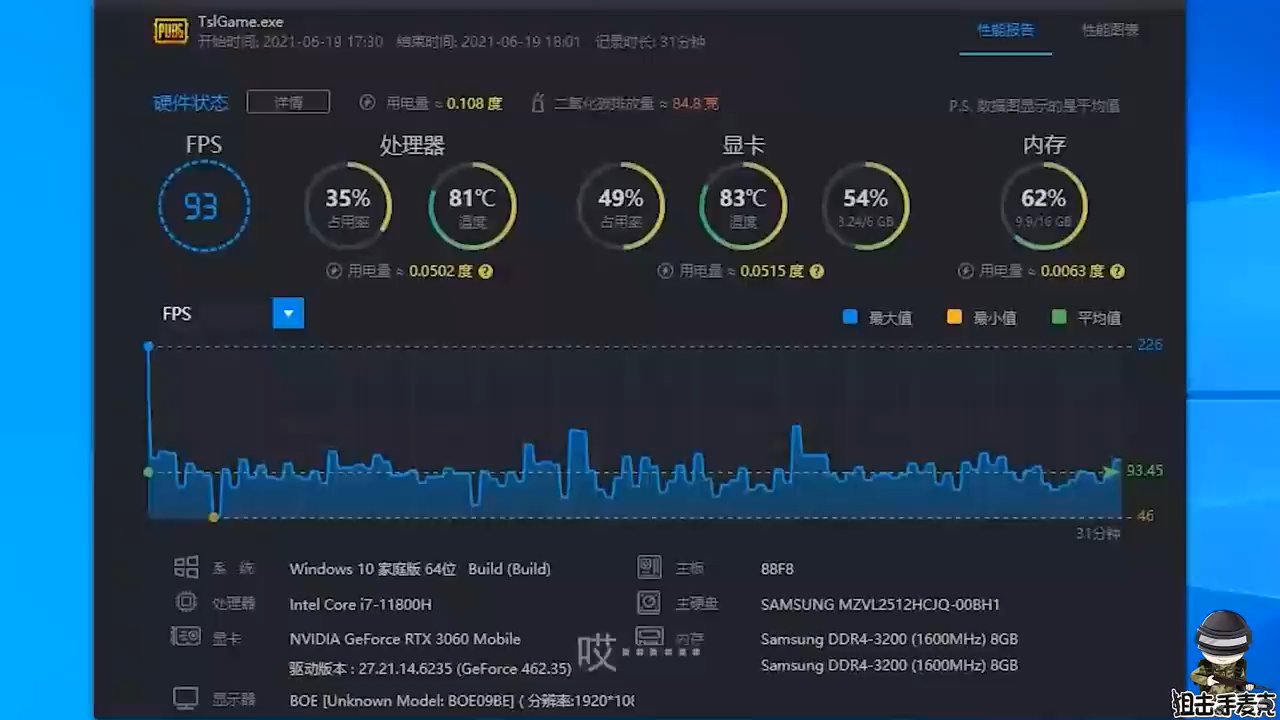 PUBG
TslGame.exe
开始时间: 2021-06-19 17:30 结束时间: 2021-06-19 18:01 记录时长: 31分钟
性能报告 性能图表
硬件状态 详情 用电量 ≈ 0.108 度 二氧化碳排放量 ≈ 84.8 克 P.S. 数据图显示的是平均值
FPS 处理器 显卡 内存
93 35% 81℃ 49% 83℃ 54% 62%
占用率 温度 占用率 温度 3.24/6 GB 9.9/16 GB
用电量 ≈ 0.0502 度 ? 用电量 ≈ 0.0515 度 ? 用电量 ≈ 0.0063 度 ?
FPS 最大值 最小值 平均值
226
93.45
46
31分钟
系 统 Windows 10 家庭版 64位 Build (Build) 主板 88F8
处理器 Intel Core i7-11800H 主硬盘 SAMSUNG MZVL2512HCJQ-00BH1
显卡 NVIDIA GeForce RTX 3060 Mobile 内存 Samsung DDR4-3200 (1600MHz) 8GB
驱动版本 : 27.21.14.6235 (GeForce 462.35) Samsung DDR4-3200 (1600MHz) 8GB
哎······
显示器 BOE [Unknown Model: BOE09BE] ( 分辨率:1920*108
狙击手麦克